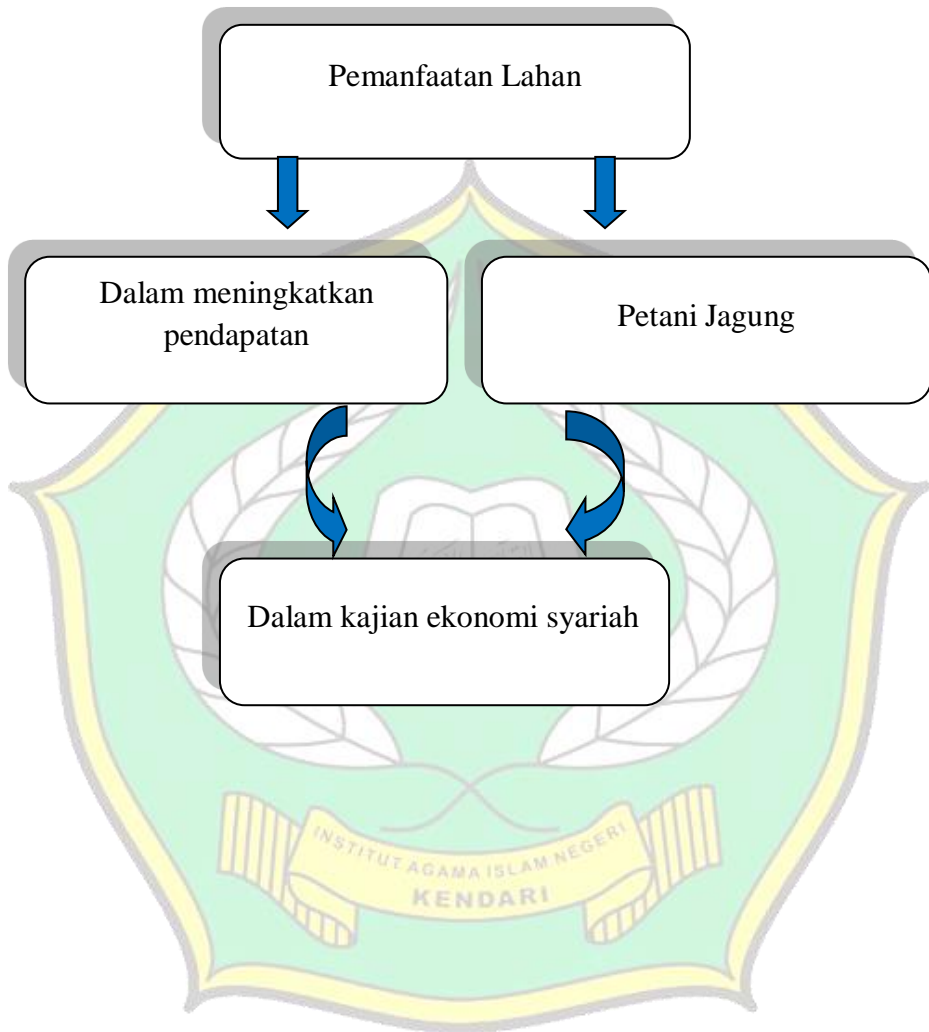 Pemanfaatan Lahan
Dalam meningkatkan
pendapatan
Petani Jagung
Dalam kajian ekonomi syariah
INSTITUT AGAMA ISLAM NEGERI
KENDARI